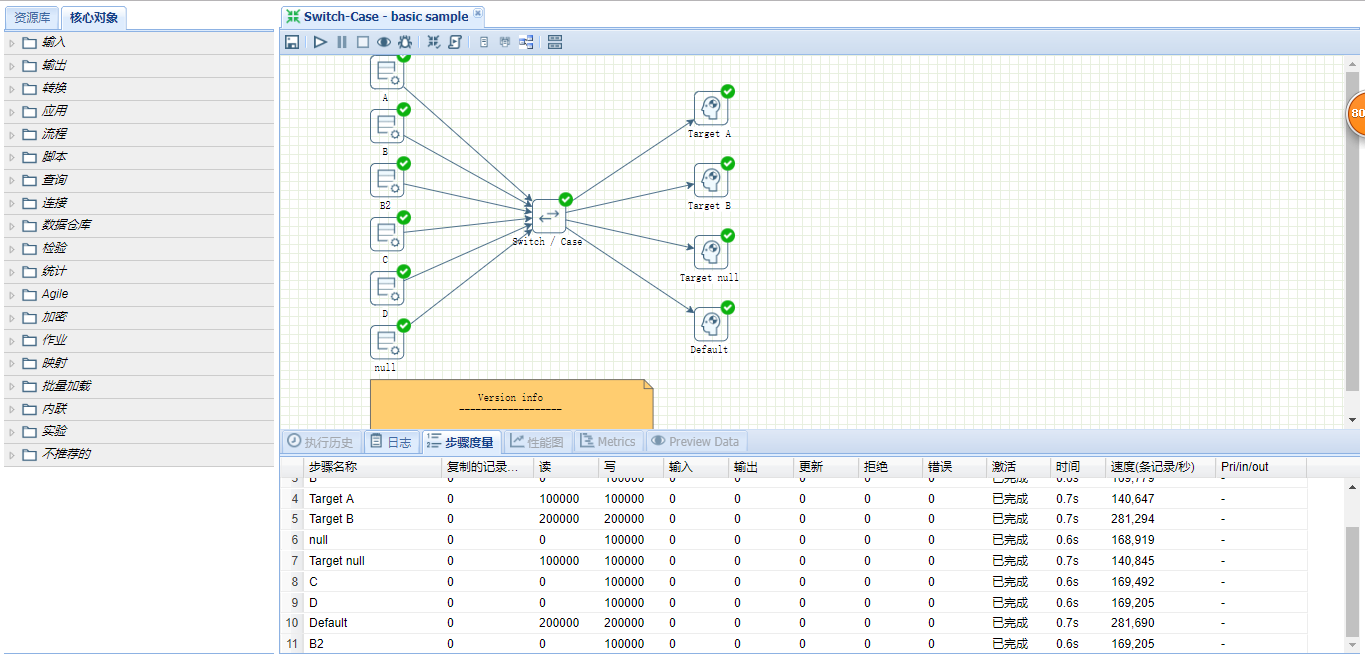 资源库 核心对象
输入
输出
转换
应用
流程
脚本
查询
连接
数据仓库
检验
统计
Agile
加密
作业
映射
批量加载
内联
实验
不推荐的
Switch-Case - basic sample
A
B
B2
C
D
null
Switch / Case
Target A
Target B
Target null
Default
80
Version info
-------------------
执行历史 日志 步骤度量 性能图 Metrics Preview Data
步骤名称 复制的记录... 读 写 输入 输出 更新 拒绝 错误 激活 时间 速度(条记录/秒) Pri/in/out
3 B 0 0 100000 0 0 0 0 0 已完成 0.6s 169,779 -
4 Target A 0 100000 100000 0 0 0 0 0 已完成 0.7s 140,647 -
5 Target B 0 200000 200000 0 0 0 0 0 已完成 0.7s 281,294 -
6 null 0 0 100000 0 0 0 0 0 已完成 0.6s 168,919 -
7 Target null 0 100000 100000 0 0 0 0 0 已完成 0.7s 140,845 -
8 C 0 0 100000 0 0 0 0 0 已完成 0.6s 169,492 -
9 D 0 0 100000 0 0 0 0 0 已完成 0.6s 169,205 -
10 Default 0 200000 200000 0 0 0 0 0 已完成 0.7s 281,690 -
11 B2 0 0 100000 0 0 0 0 0 已完成 0.6s 169,205 -